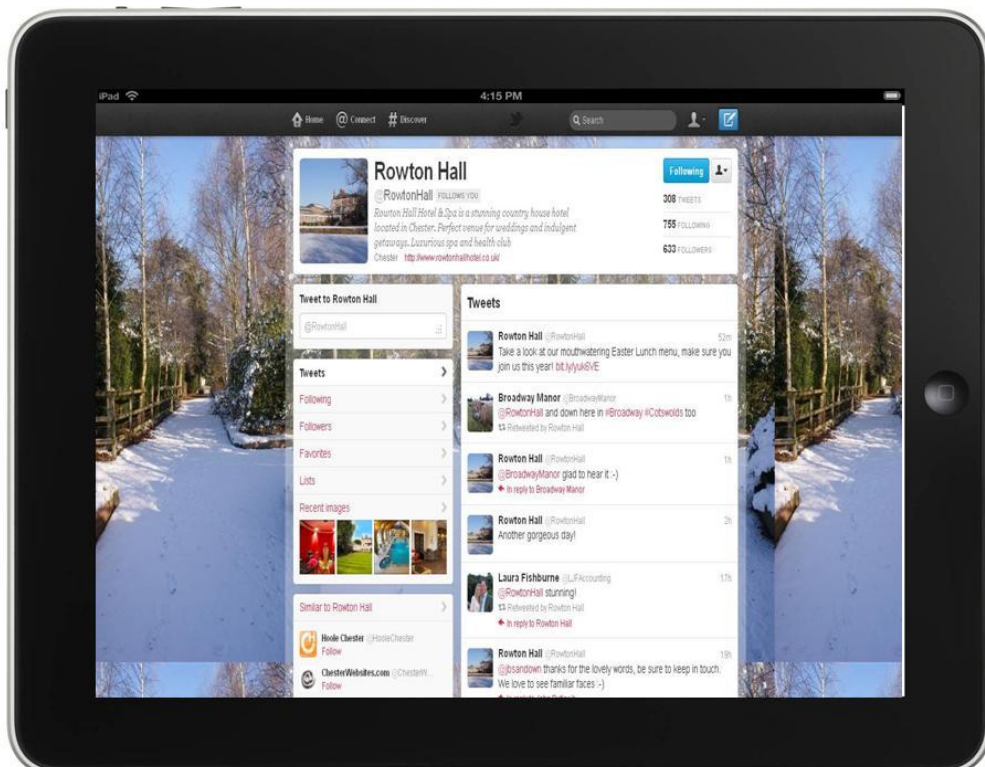 iPad
4:15 PM
Home @ Connect # Discover
Search
Rowton Hall
@RowtonHall FOLLOWS YOU
Rowton Hall Hotel & Spa is a stunning country house hotel
located in Chester. Perfect venue for weddings and indulgent
getaways. Luxurious spa and health club
Chester http://www.rowtonhallhotel.co.uk/
Following
308 TWEETS
755 FOLLOWING
633 FOLLOWERS
Tweet to Rowton Hall
@RowtonHall
Tweets
Following
Followers
Favorites
Lists
Recent images
Similar to Rowton Hall
Hoole Chester @HooleChester
Follow
ChesterWebsites.com @ChesterW...
Follow
Tweets
Rowton Hall @RowtonHall 52m
Take a look at our mouthwatering Easter Lunch menu, make sure you
join us this year! bit.ly/yuk6VE
Broadway Manor @BroadwayManor 1h
@RowtonHall and down here in #Broadway #Cotswolds too
Retweeted by Rowton Hall
Rowton Hall @RowtonHall 1h
@BroadwayManor glad to hear it :-)
In reply to Broadway Manor
Rowton Hall @RowtonHall 2h
Another gorgeous day!
Laura Fishburne @LJFAccounting 17h
@RowtonHall stunning!
Retweeted by Rowton Hall
In reply to Rowton Hall
Rowton Hall @RowtonHall 19h
@jbsandown thanks for the lovely words, be sure to keep in touch.
We love to see familiar faces :-)